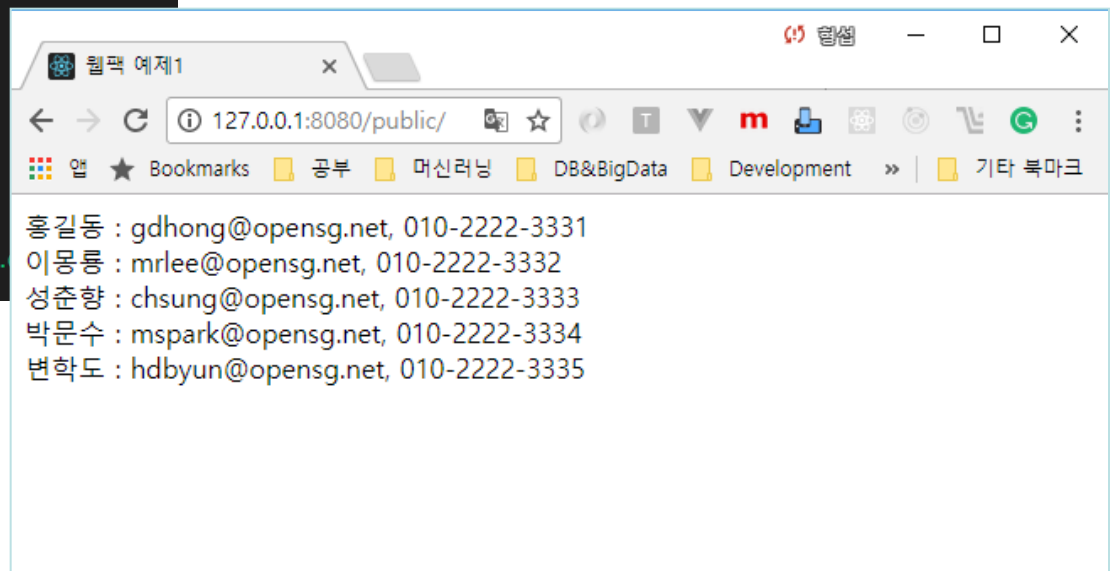 형섭
웹팩 예제1
127.0.0.1:8080/public/
T m G
앱 Bookmarks 공부 머신러닝 DB&BigData Development » 기타 북마크
홍길동 : gdhong@opensg.net, 010-2222-3331
이몽룡 : mrlee@opensg.net, 010-2222-3332
성춘향 : chsung@opensg.net, 010-2222-3333
박문수 : mspark@opensg.net, 010-2222-3334
변학도 : hdbyun@opensg.net, 010-2222-3335